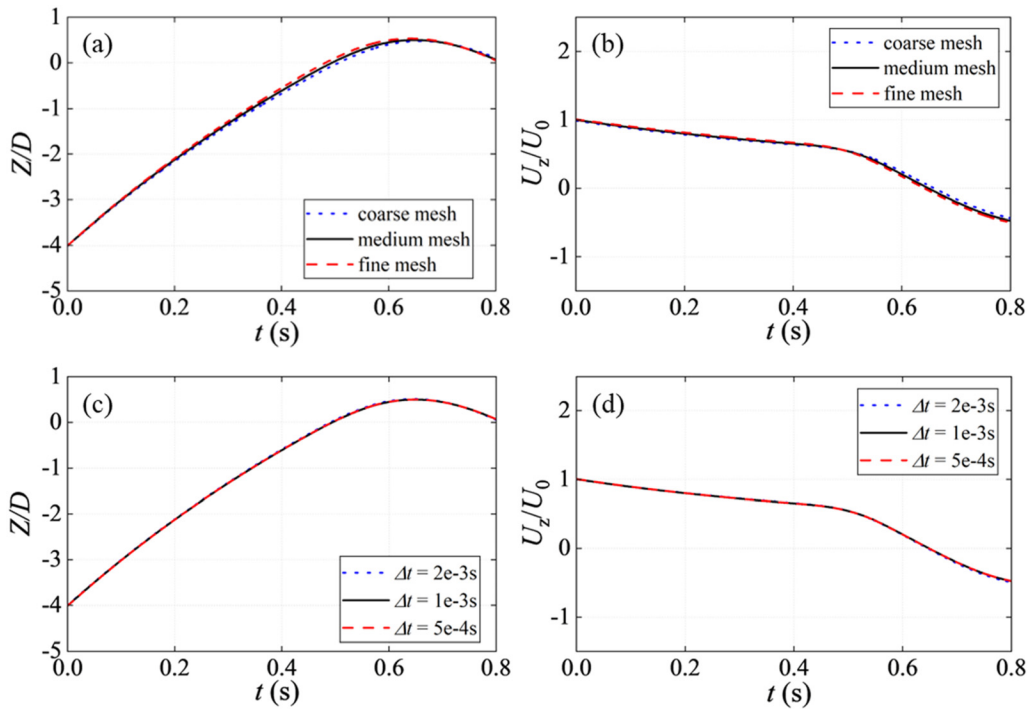 (a)
Z/D
1
0
-1
-2
-3
-4
-5
coarse mesh
medium mesh
fine mesh
0.0 0.2 0.4 0.6 0.8
t (s)
(b)
U_z/U_0
2
1
0
-1
coarse mesh
medium mesh
fine mesh
0.0 0.2 0.4 0.6 0.8
t (s)
(c)
Z/D
1
0
-1
-2
-3
-4
-5
Δt = 2e-3s
Δt = 1e-3s
Δt = 5e-4s
0.0 0.2 0.4 0.6 0.8
t (s)
(d)
U_z/U_0
2
1
0
-1
Δt = 2e-3s
Δt = 1e-3s
Δt = 5e-4s
0.0 0.2 0.4 0.6 0.8
t (s)